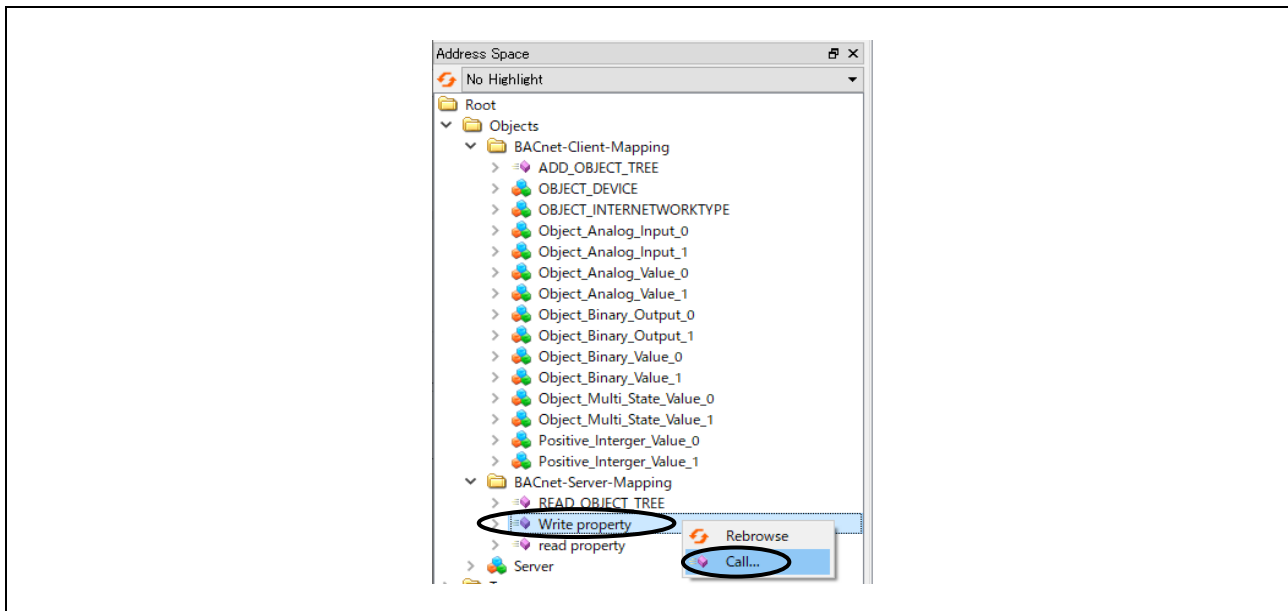 Address Space
No Highlight
Root
Objects
BACnet-Client-Mapping
ADD_OBJECT_TREE
OBJECT_DEVICE
OBJECT_INTERNETWORKTYPE
Object_Analog_Input_0
Object_Analog_Input_1
Object_Analog_Value_0
Object_Analog_Value_1
Object_Binary_Output_0
Object_Binary_Output_1
Object_Binary_Value_0
Object_Binary_Value_1
Object_Multi_State_Value_0
Object_Multi_State_Value_1
Positive_Interger_Value_0
Positive_Interger_Value_1
BACnet-Server-Mapping
READ_OBJECT_TREE
Write property
Rebrowse
read property
Call...
Server